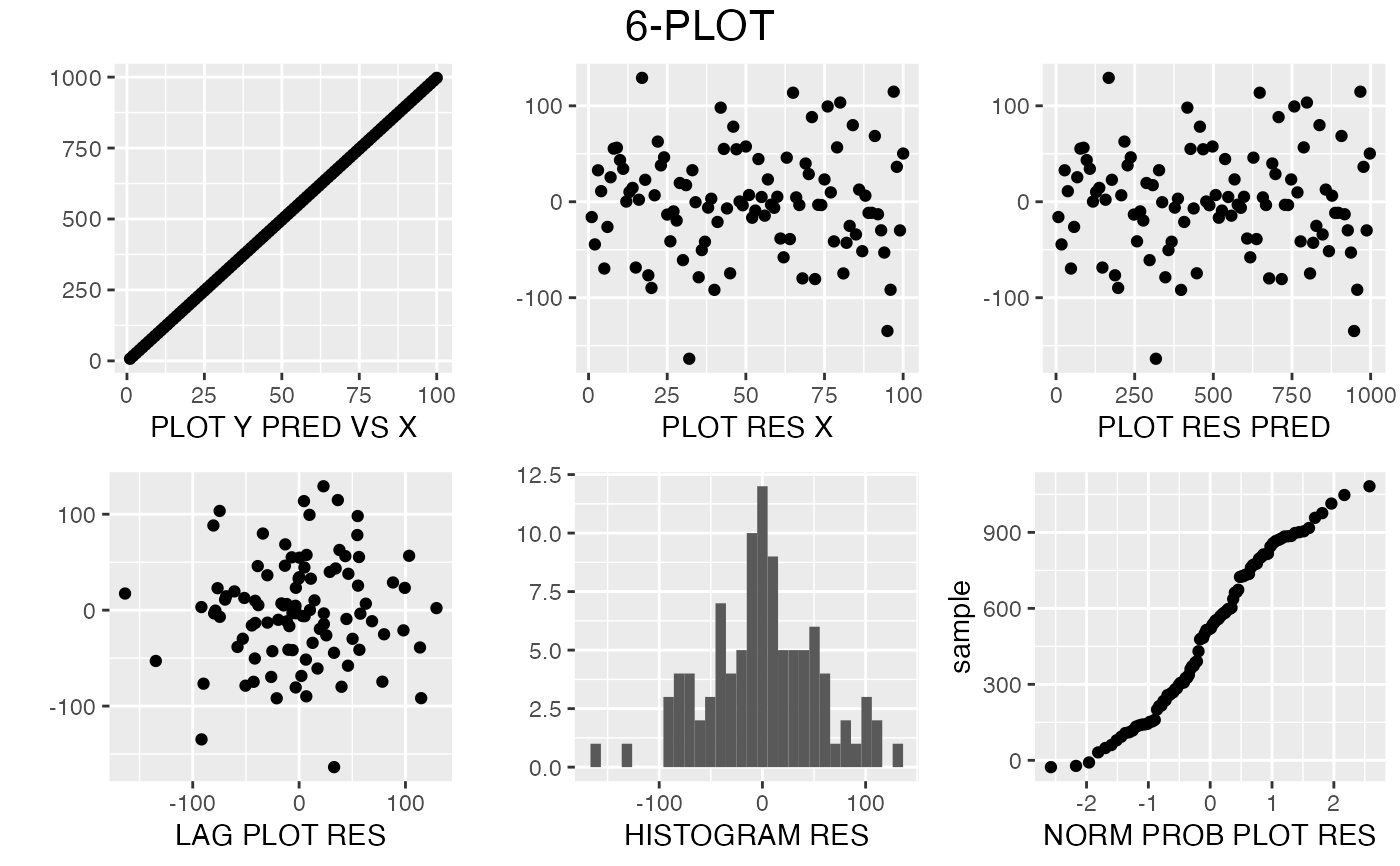 6-PLOT
1000
750
500
250
0
0 25 50 75 100
PLOT Y PRED VS X
100
0
-100
0 25 50 75 100
PLOT RES X
100
0
-100
0 250 500 750 1000
PLOT RES PRED
100
0
-100
-100 0 100
LAG PLOT RES
12.5
10.0
7.5
5.0
2.5
0.0
-100 0 100
HISTOGRAM RES
sample
900
600
300
0
-2 -1 0 1 2
NORM PROB PLOT RES